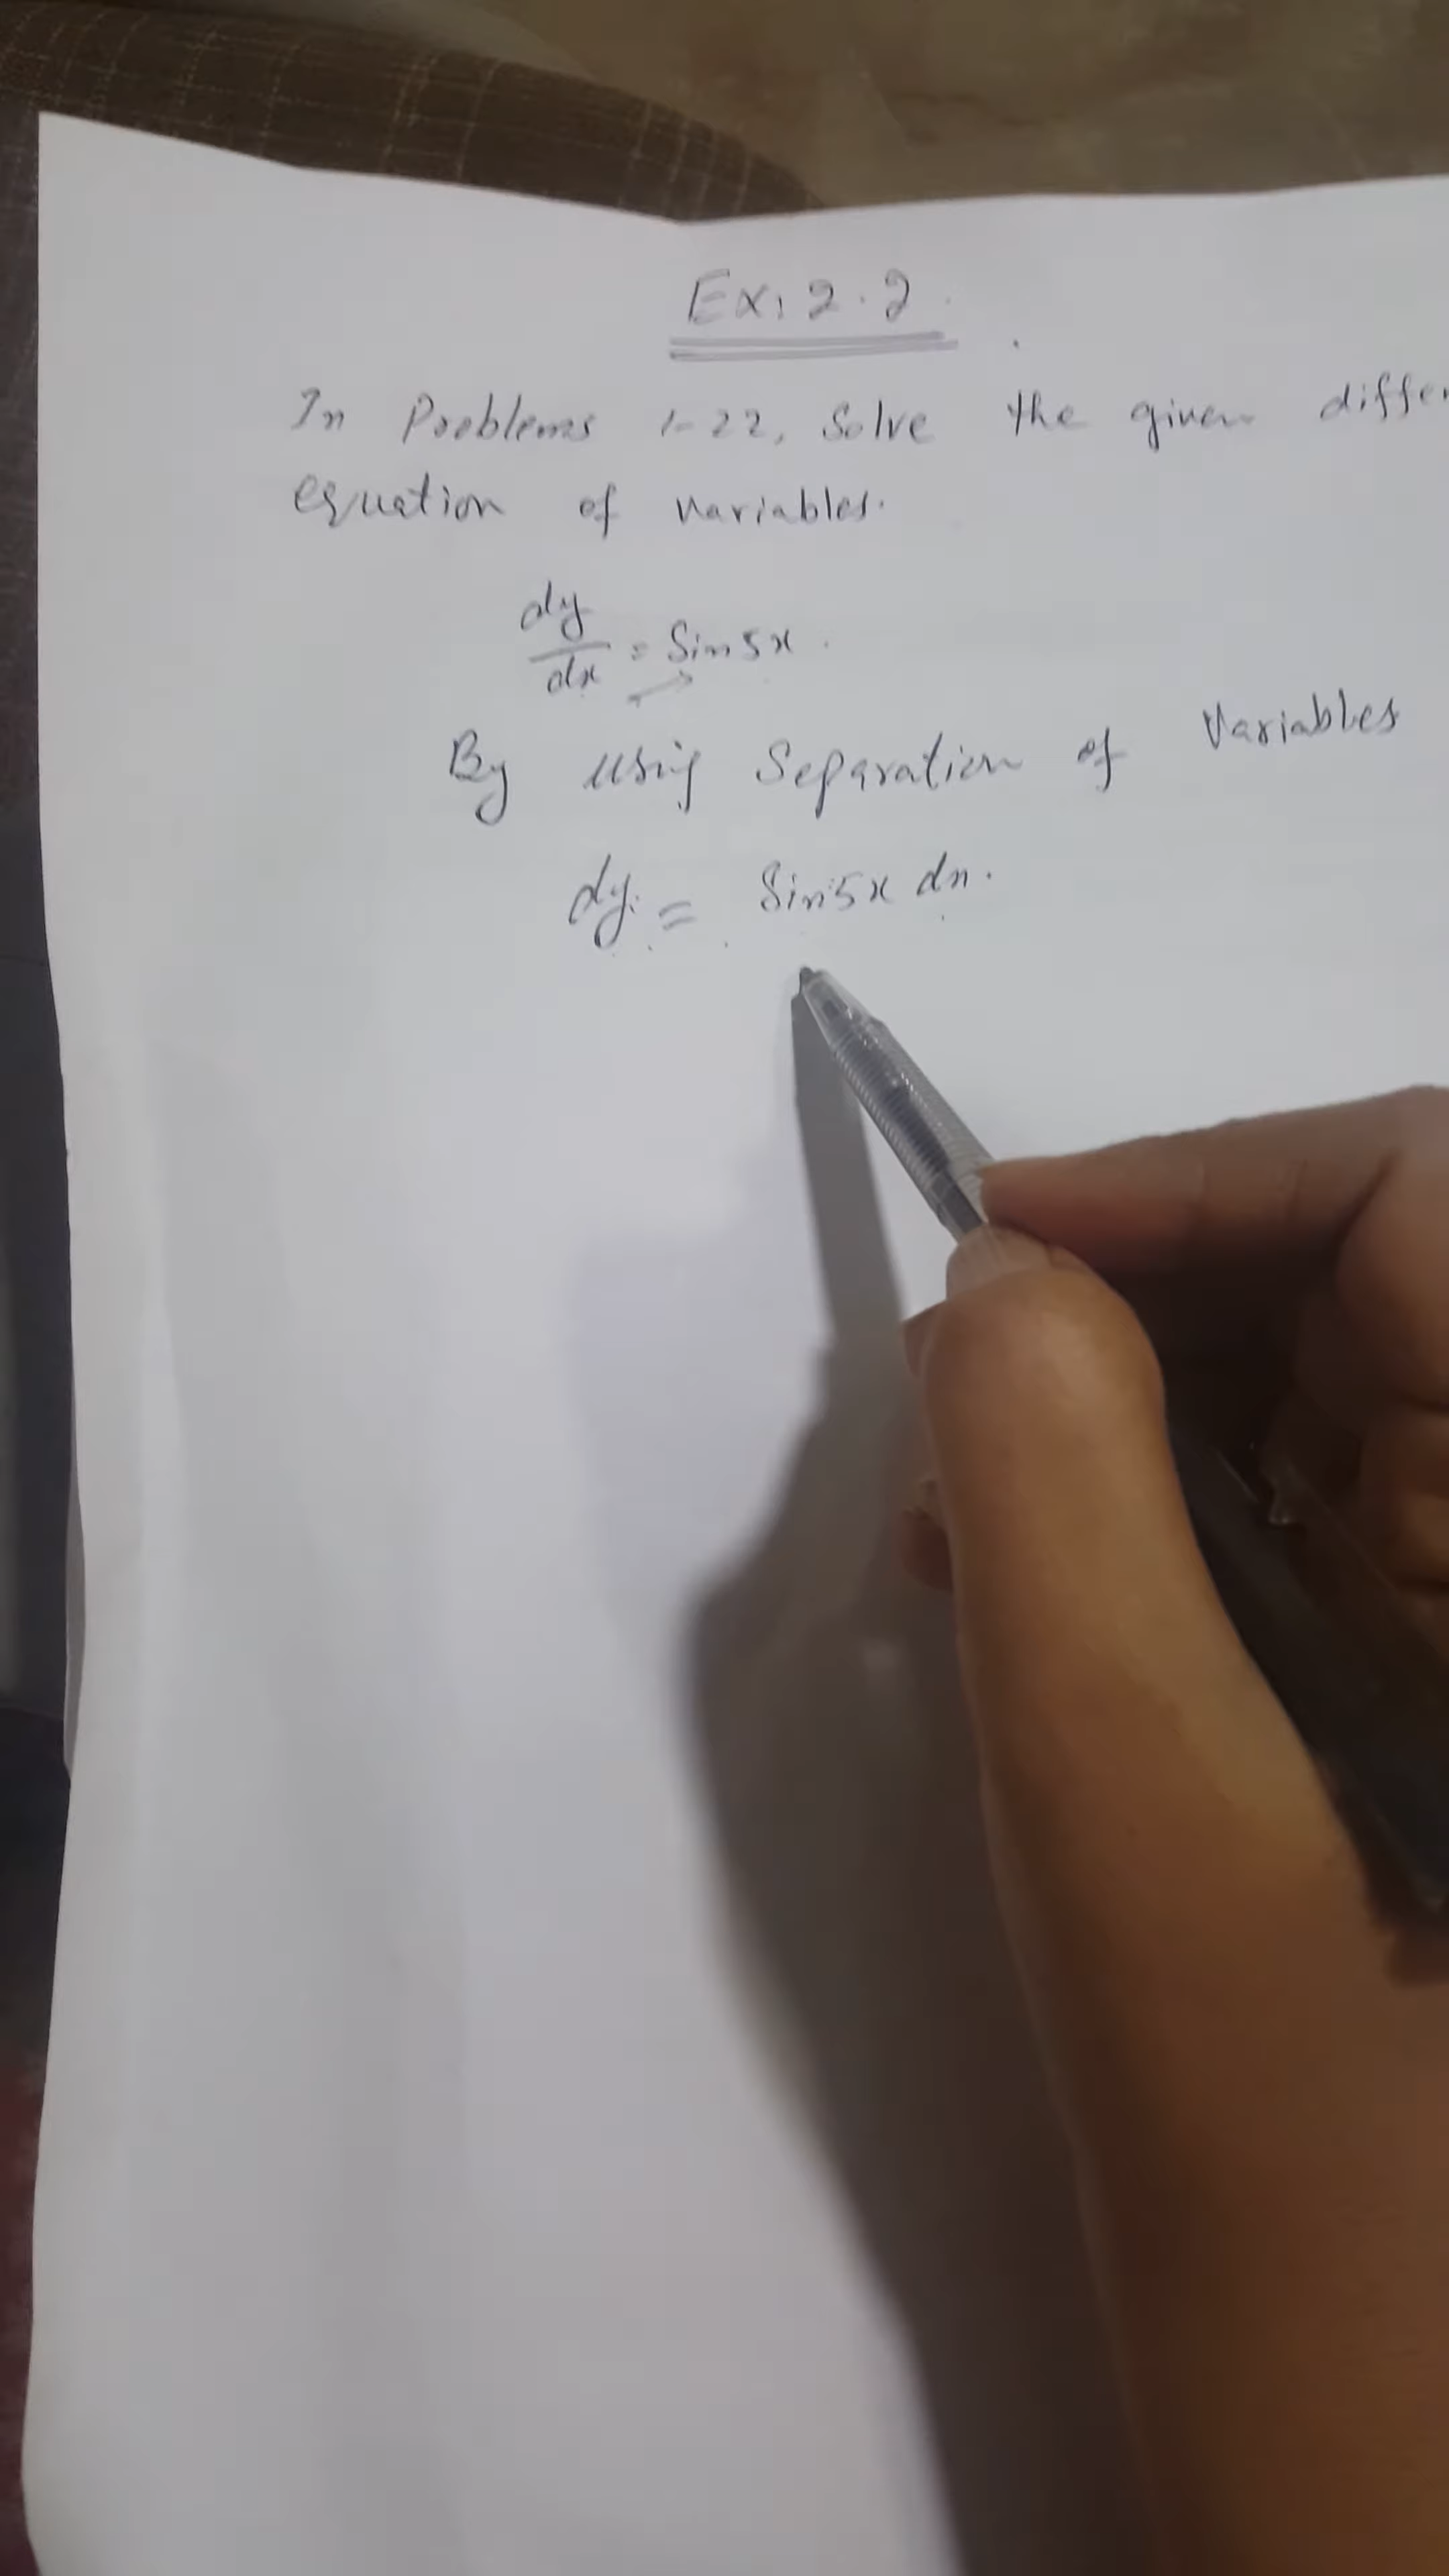 Ex: 2.2
In Problems 1-22, Solve the given differ
equation of variables.
dy/dx = Sin5x.
By using Separation of Variables
dy = Sin5x dx.